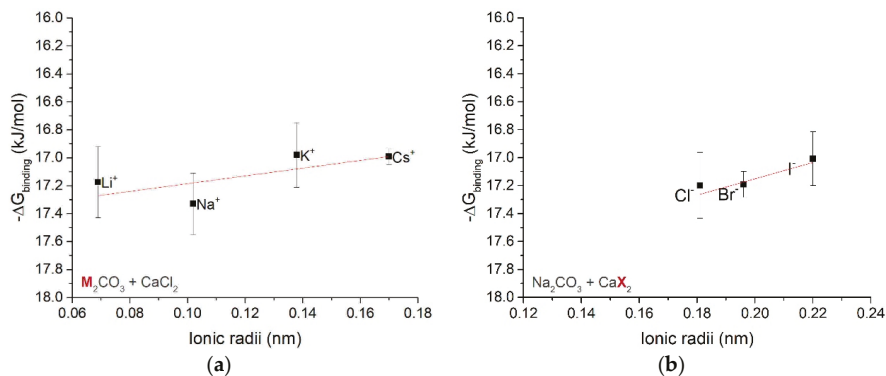 16.0
16.2
16.4
16.6
16.8
17.0
17.2
17.4
17.6
17.8
18.0
-ΔG_binding (kJ/mol)
Li⁺
Na⁺
K⁺
Cs⁺
M₂CO₃ + CaCl₂
0.06 0.08 0.10 0.12 0.14 0.16 0.18
Ionic radii (nm)
(a)
16.0
16.2
16.4
16.6
16.8
17.0
17.2
17.4
17.6
17.8
18.0
-ΔG_binding (kJ/mol)
Cl⁻
Br⁻
I⁻
Na₂CO₃ + CaX₂
0.12 0.14 0.16 0.18 0.20 0.22 0.24
Ionic radii (nm)
(b)